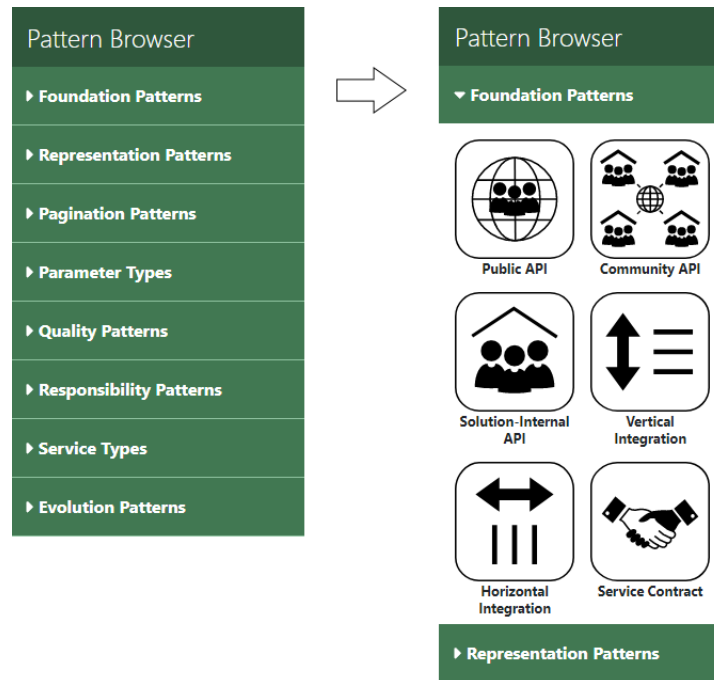 Pattern Browser
Foundation Patterns
Representation Patterns
Pagination Patterns
Parameter Types
Quality Patterns
Responsibility Patterns
Service Types
Evolution Patterns
Pattern Browser
Foundation Patterns
Public API
Community API
Solution-Internal
API
Vertical
Integration
Horizontal
Integration
Service Contract
Representation Patterns